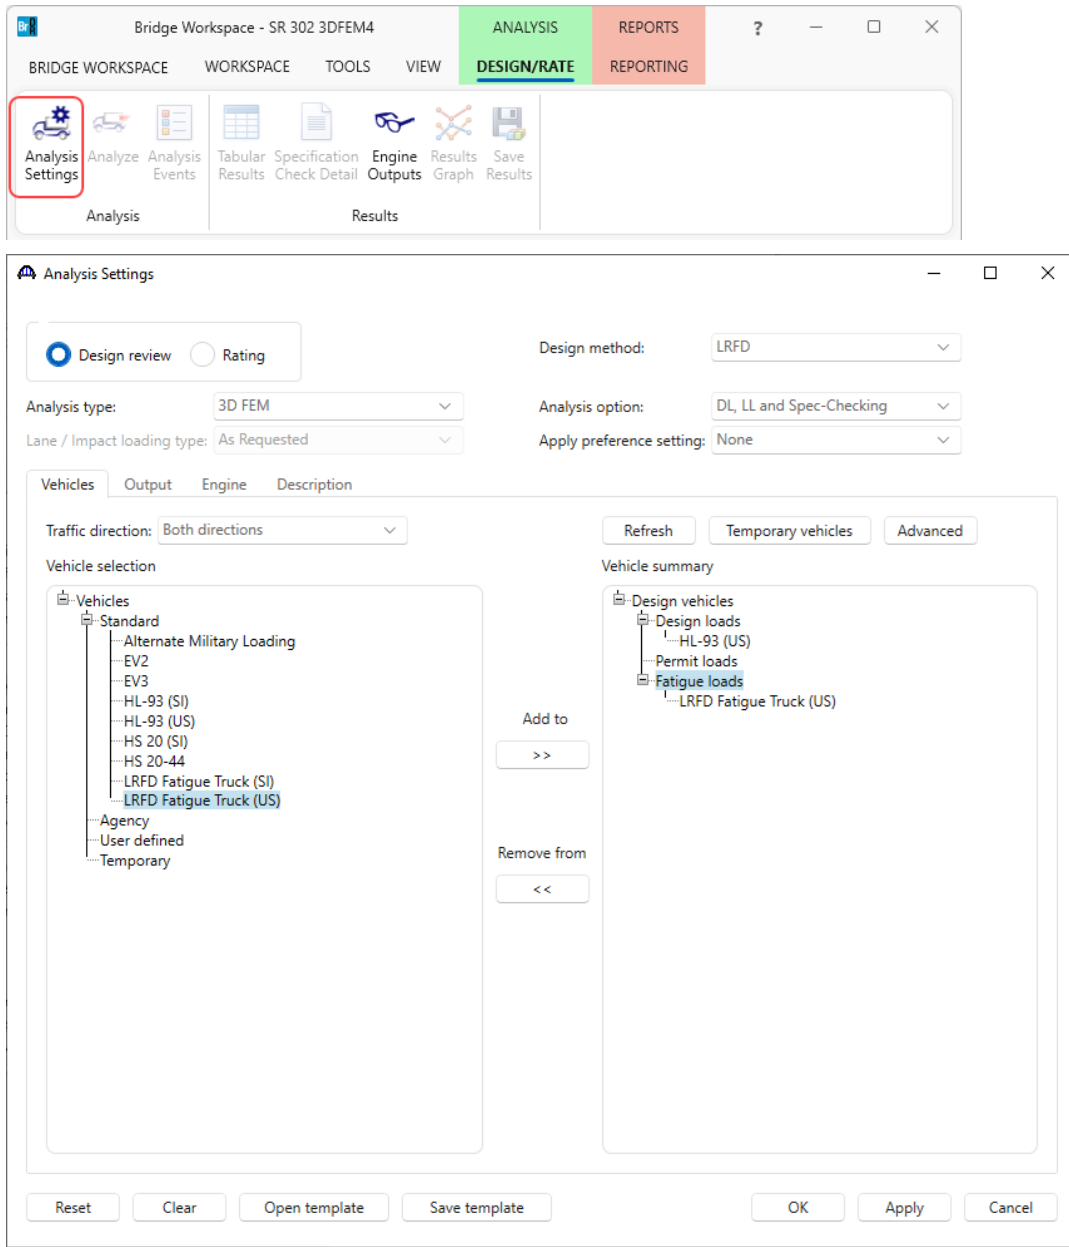 Br R
Bridge Workspace - SR 302 3DFEM4
ANALYSIS
REPORTS
?
BRIDGE WORKSPACE
WORKSPACE
TOOLS
VIEW
DESIGN/RATE
REPORTING
Analysis Settings
Analyze
Analysis Events
Tabular Results
Specification Check Detail
Engine Outputs
Results Graph
Save Results
Analysis
Results
Analysis Settings
Design review
Rating
Design method: LRFD
Analysis type: 3D FEM
Analysis option: DL, LL and Spec-Checking
Lane / Impact loading type: As Requested
Apply preference setting: None
Vehicles
Output
Engine
Description
Traffic direction: Both directions
Refresh
Temporary vehicles
Advanced
Vehicle selection
Vehicles
Standard
Alternate Military Loading
EV2
EV3
HL-93 (SI)
HL-93 (US)
HS 20 (SI)
HS 20-44
LRFD Fatigue Truck (SI)
LRFD Fatigue Truck (US)
Agency
User defined
Temporary
Add to
>>
Remove from
<<
Vehicle summary
Design vehicles
Design loads
HL-93 (US)
Permit loads
Fatigue loads
LRFD Fatigue Truck (US)
Reset
Clear
Open template
Save template
OK
Apply
Cancel